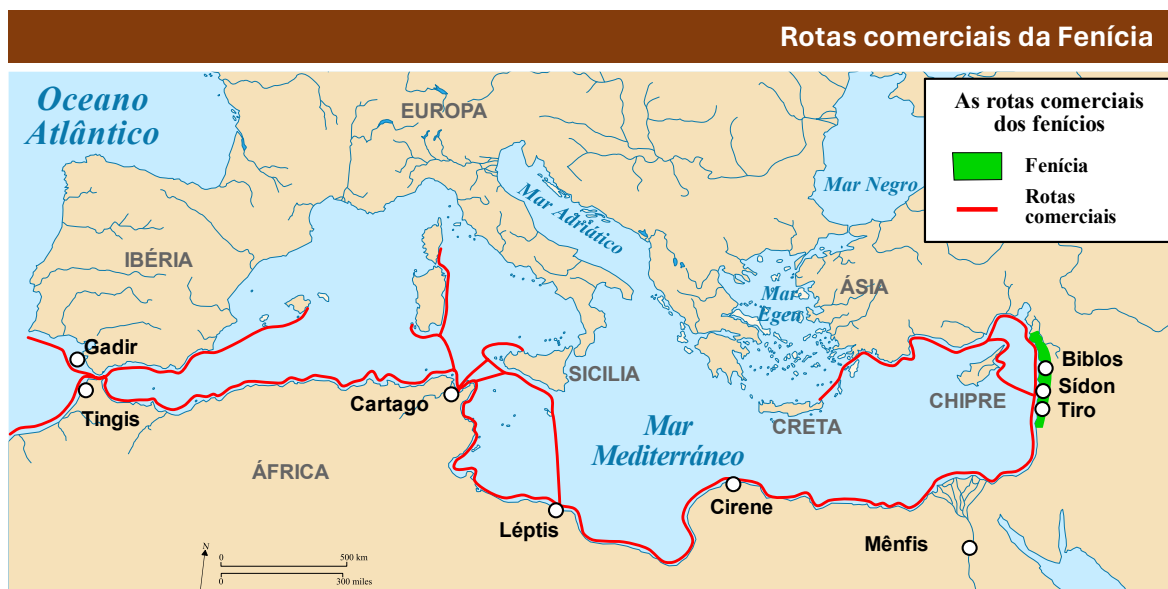 Rotas comerciais da Fenícia
Oceano
Atlântico
EUROPA
As rotas comerciais
dos fenícios
Fenícia
Rotas
comerciais
Mar Negro
Mar Adriático
IBÉRIA
ÁSIA
Mar
Egeu
Gadir
Tingis
Cartago
SICILIA
CRETA
CHIPRE
Biblos
Sídon
Tiro
Mar
Mediterráneo
ÁFRICA
Léptis
Cirene
Mênfis
N
0 500 km
0 300 miles